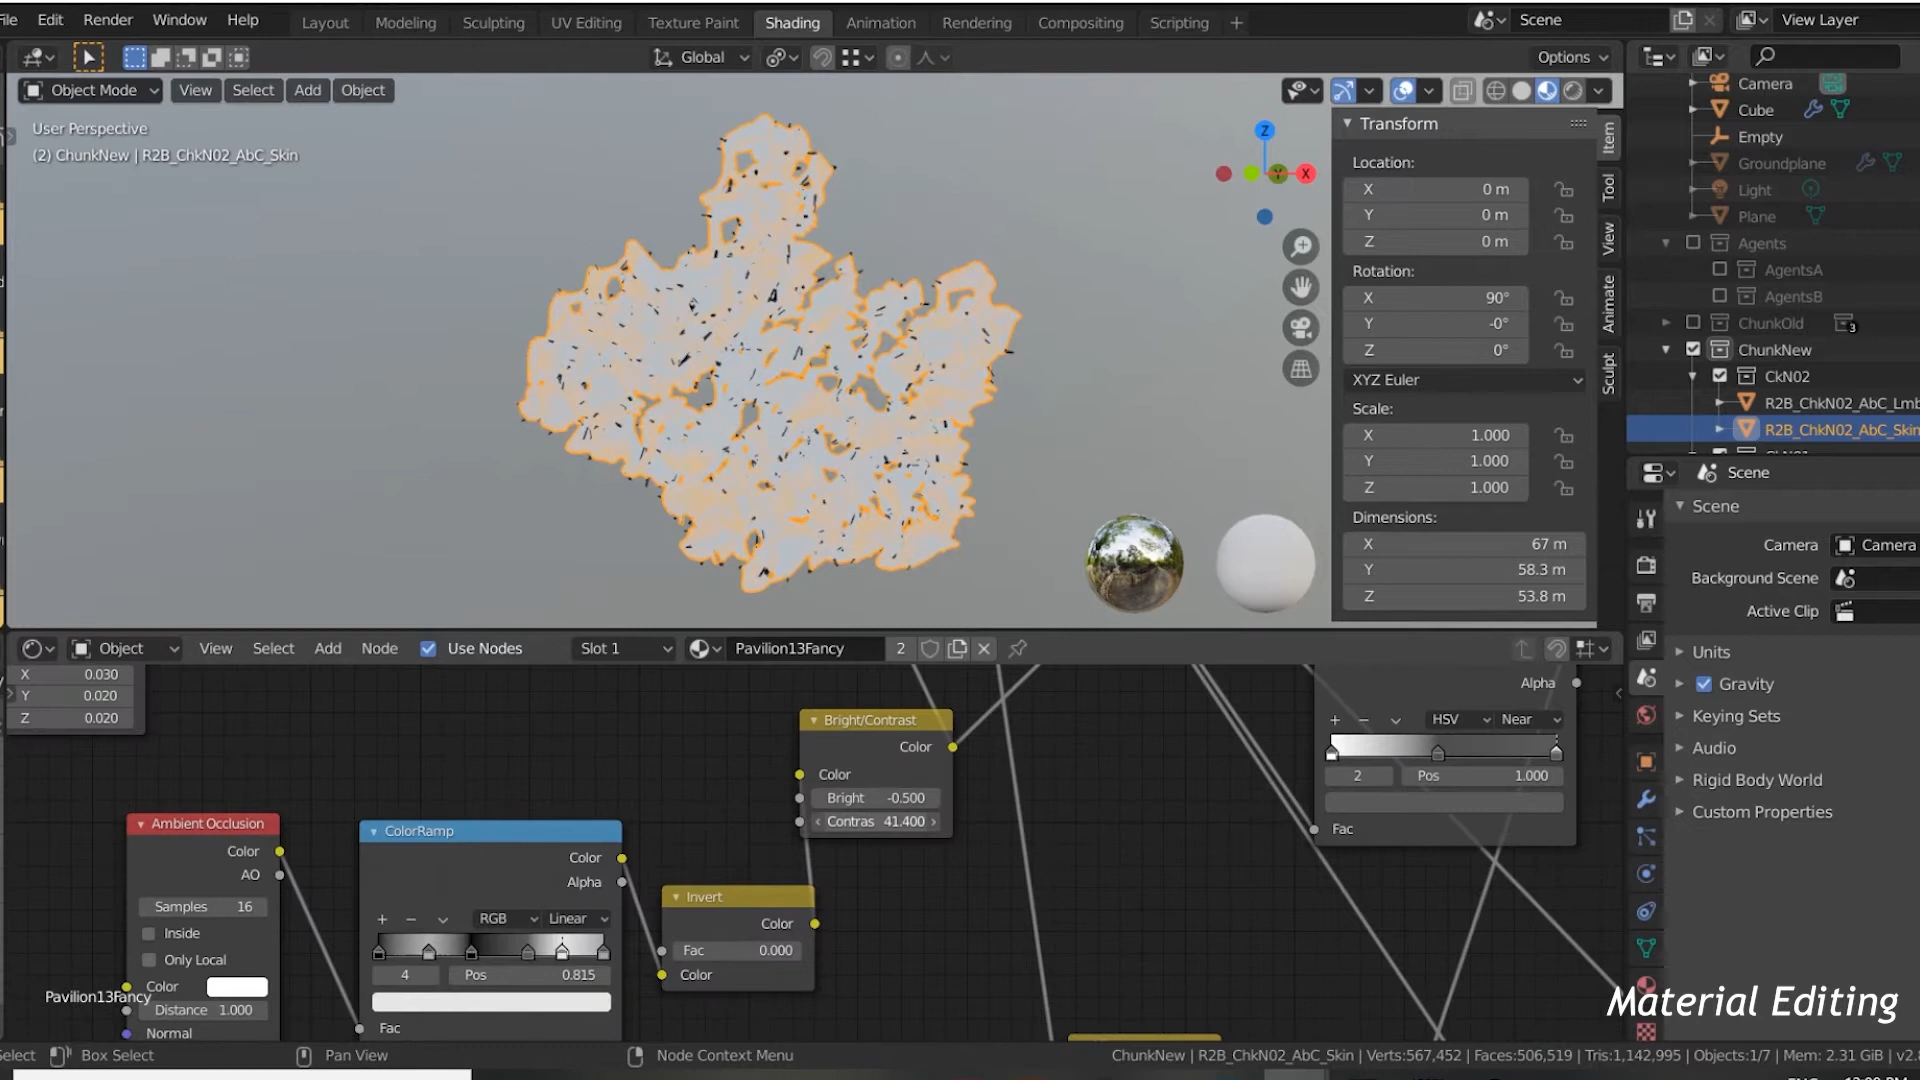 File Edit Render Window Help Layout Modeling Sculpting UV Editing Texture Paint Shading Animation Rendering Compositing Scripting + Scene View Layer
Global Options
Object Mode View Select Add Object
User Perspective
(2) ChunkNew | R2B_ChkN02_AbC_Skin
Z
X
Y
Transform
Location:
X 0 m
Y 0 m
Z 0 m
Rotation:
X 90°
Y -0°
Z 0°
XYZ Euler
Scale:
X 1.000
Y 1.000
Z 1.000
Dimensions:
X 67 m
Y 58.3 m
Z 53.8 m
Item
Tool
View
Animate
Sculpt
Camera
Cube
Empty
Groundplane
Light
Plane
Agents
AgentsA
AgentsB
ChunkOld 3
ChunkNew
CkN02
R2B_ChkN02_AbC_Lmb
R2B_ChkN02_AbC_Skin
Scene
Scene
Camera Camera
Background Scene
Active Clip
Units
Gravity
Keying Sets
Audio
Rigid Body World
Custom Properties
Object View Select Add Node Use Nodes Slot 1 Pavilion13Fancy 2
X 0.030
Y 0.020
Z 0.020
Bright/Contrast
Color
Color
Bright -0.500
Contras 41.400
Alpha
+ − HSV Near
2 Pos 1.000
Fac
Ambient Occlusion
Color
AO
Samples 16
Inside
Only Local
Color
Distance 1.000
Normal
Pavilion13Fancy
ColorRamp
Color
Alpha
+ − RGB Linear
4 Pos 0.815
Fac
Invert
Color
Fac 0.000
Color
Material Editing
Select Box Select Pan View Node Context Menu ChunkNew | R2B_ChkN02_AbC_Skin | Verts:567,452 | Faces:506,519 | Tris:1,142,995 | Objects:1/7 | Mem: 2.31 GiB | v2.8